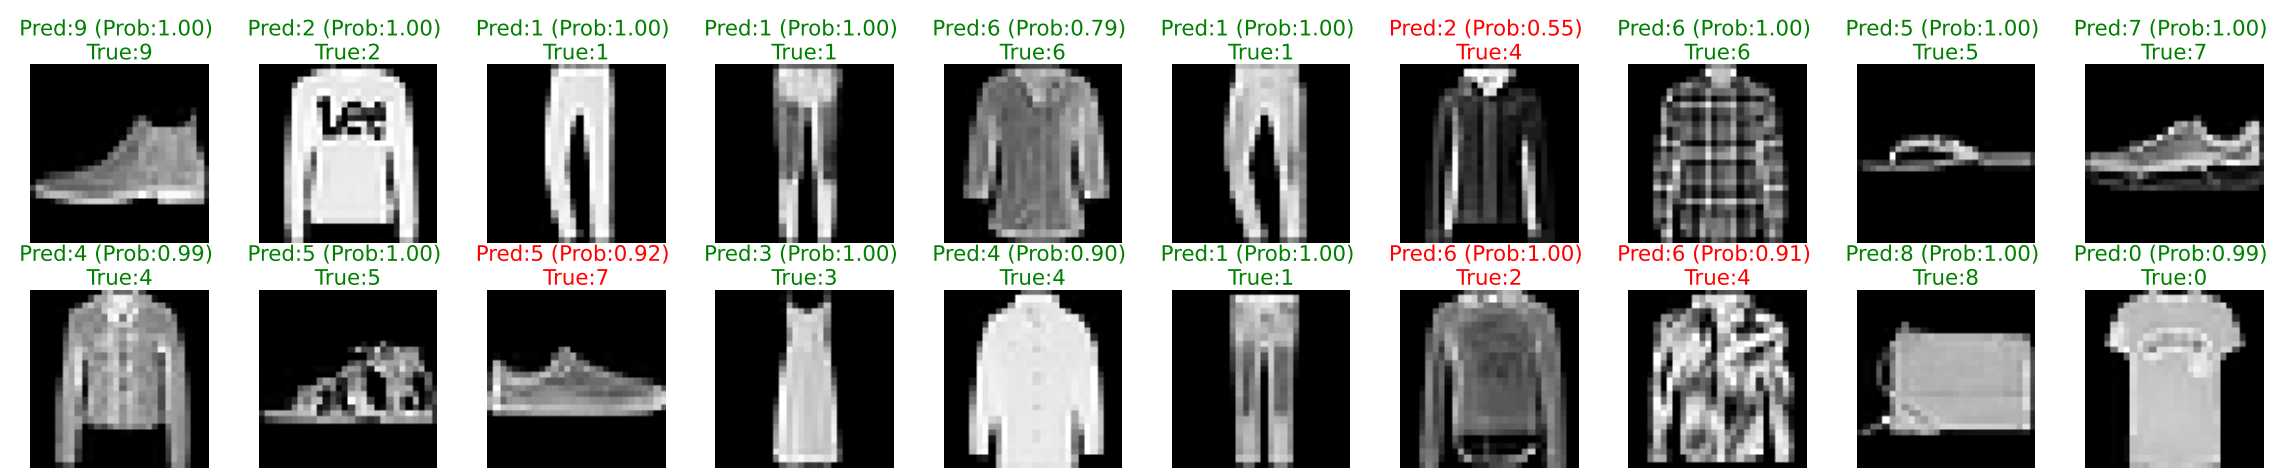 Pred:9 (Prob:1.00) Pred:2 (Prob:1.00) Pred:1 (Prob:1.00) Pred:1 (Prob:1.00) Pred:6 (Prob:0.79) Pred:1 (Prob:1.00) Pred:2 (Prob:0.55) Pred:6 (Prob:1.00) Pred:5 (Prob:1.00) Pred:7 (Prob:1.00)
True:9 True:2 True:1 True:1 True:6 True:1 True:4 True:6 True:5 True:7
Lee
Pred:4 (Prob:0.99) Pred:5 (Prob:1.00) Pred:5 (Prob:0.92) Pred:3 (Prob:1.00) Pred:4 (Prob:0.90) Pred:1 (Prob:1.00) Pred:6 (Prob:1.00) Pred:6 (Prob:0.91) Pred:8 (Prob:1.00) Pred:0 (Prob:0.99)
True:4 True:5 True:7 True:3 True:4 True:1 True:2 True:4 True:8 True:0